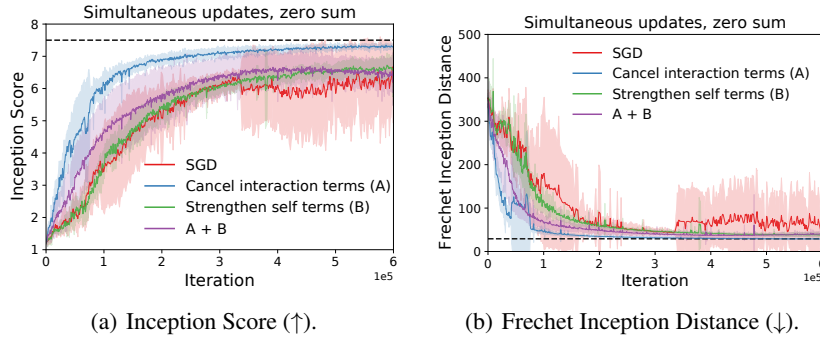 Simultaneous updates, zero sum
8
7
6
5
4
3
2
1
Inception Score
SGD
Cancel interaction terms (A)
Strengthen self terms (B)
A + B
0 1 2 3 4 5 6
1e5
Iteration
(a) Inception Score (↑).
Simultaneous updates, zero sum
500
400
300
200
100
0
Frechet Inception Distance
SGD
Cancel interaction terms (A)
Strengthen self terms (B)
A + B
0 1 2 3 4 5 6
1e5
Iteration
(b) Frechet Inception Distance (↓).